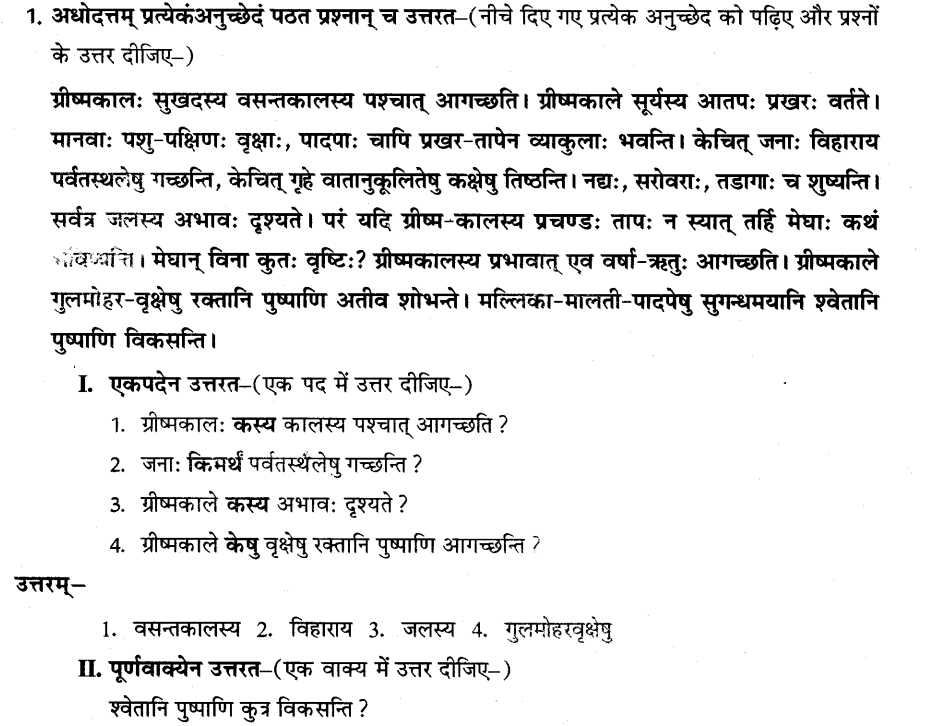 1. अधोदत्तम् प्रत्येकंअनुच्छेदं पठत प्रश्नान् च उत्तरत–(नीचे दिए गए प्रत्येक अनुच्छेद को पढ़िए और प्रश्नों
के उत्तर दीजिए–)
ग्रीष्मकालः सुखदस्य वसन्तकालस्य पश्चात् आगच्छति। ग्रीष्मकाले सूर्यस्य आतपः प्रखरः वर्तते।
मानवाः पशु-पक्षिणः वृक्षाः, पादपाः चापि प्रखर-तापेन व्याकुलाः भवन्ति। केचित् जनाः विहाराय
पर्वतस्थलेषु गच्छन्ति, केचित् गृहे वातानुकूलितेषु कक्षेषु तिष्ठन्ति। नद्यः, सरोवराः, तडागाः च शुष्यन्ति।
सर्वत्र जलस्य अभावः दृश्यते। परं यदि ग्रीष्म-कालस्य प्रचण्डः तापः न स्यात् तर्हि मेघाः कथं
। मेघान् विना कुतः वृष्टिः? ग्रीष्मकालस्य प्रभावात् एव वर्षा-ऋतुः आगच्छति। ग्रीष्मकाले
गुलमोहर-वृक्षेषु रक्तानि पुष्पाणि अतीव शोभन्ते। मल्लिका-मालती-पादपेषु सुगन्धमयानि श्वेतानि
पुष्पाणि विकसन्ति।
I. एकपदेन उत्तरत–(एक पद में उत्तर दीजिए–)
1. ग्रीष्मकालः कस्य कालस्य पश्चात् आगच्छति?
2. जनाः किमर्थं पर्वतस्थलेषु गच्छन्ति?
3. ग्रीष्मकाले कस्य अभावः दृश्यते?
4. ग्रीष्मकाले केषु वृक्षेषु रक्तानि पुष्पाणि आगच्छन्ति?
उत्तरम्–
1. वसन्तकालस्य 2. विहाराय 3. जलस्य 4. गुलमोहरवृक्षेषु
II. पूर्णवाक्येन उत्तरत–(एक वाक्य में उत्तर दीजिए–)
श्वेतानि पुष्पाणि कुत्र विकसन्ति?